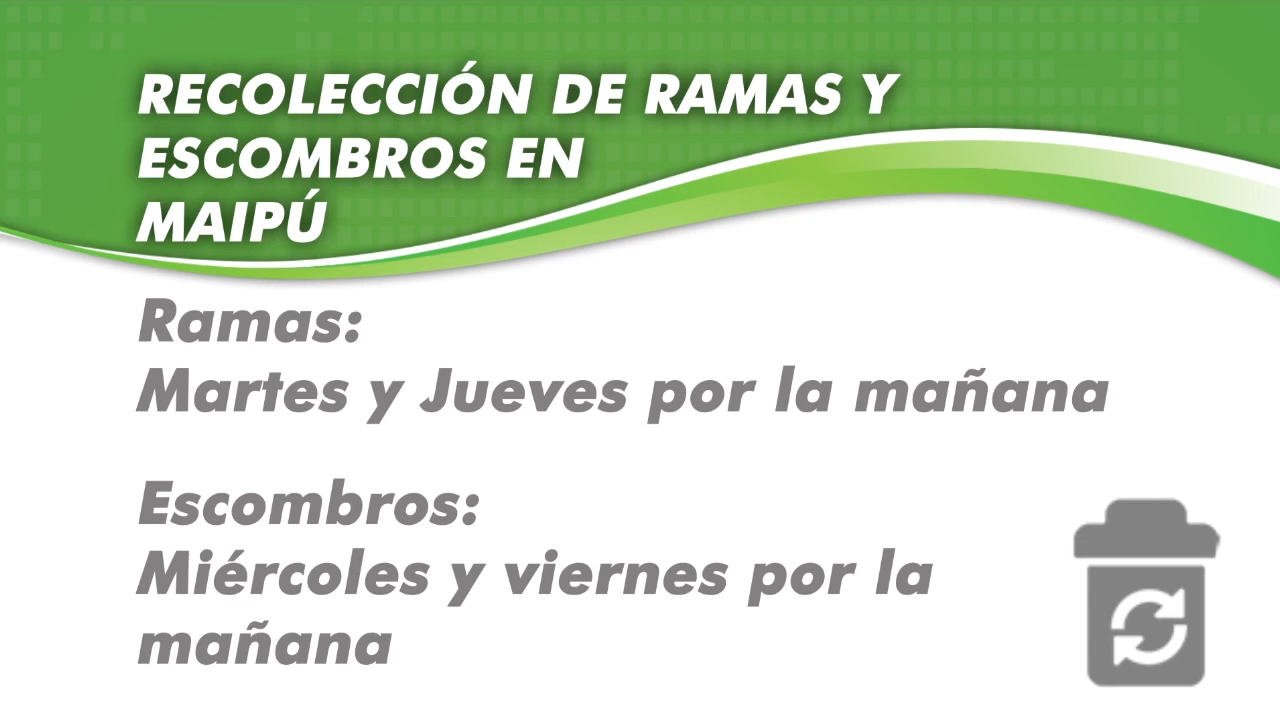 RECOLECCIÓN DE RAMAS Y
ESCOMBROS EN
MAIPÚ
Ramas:
Martes y Jueves por la mañana
Escombros:
Miércoles y viernes por la
mañana